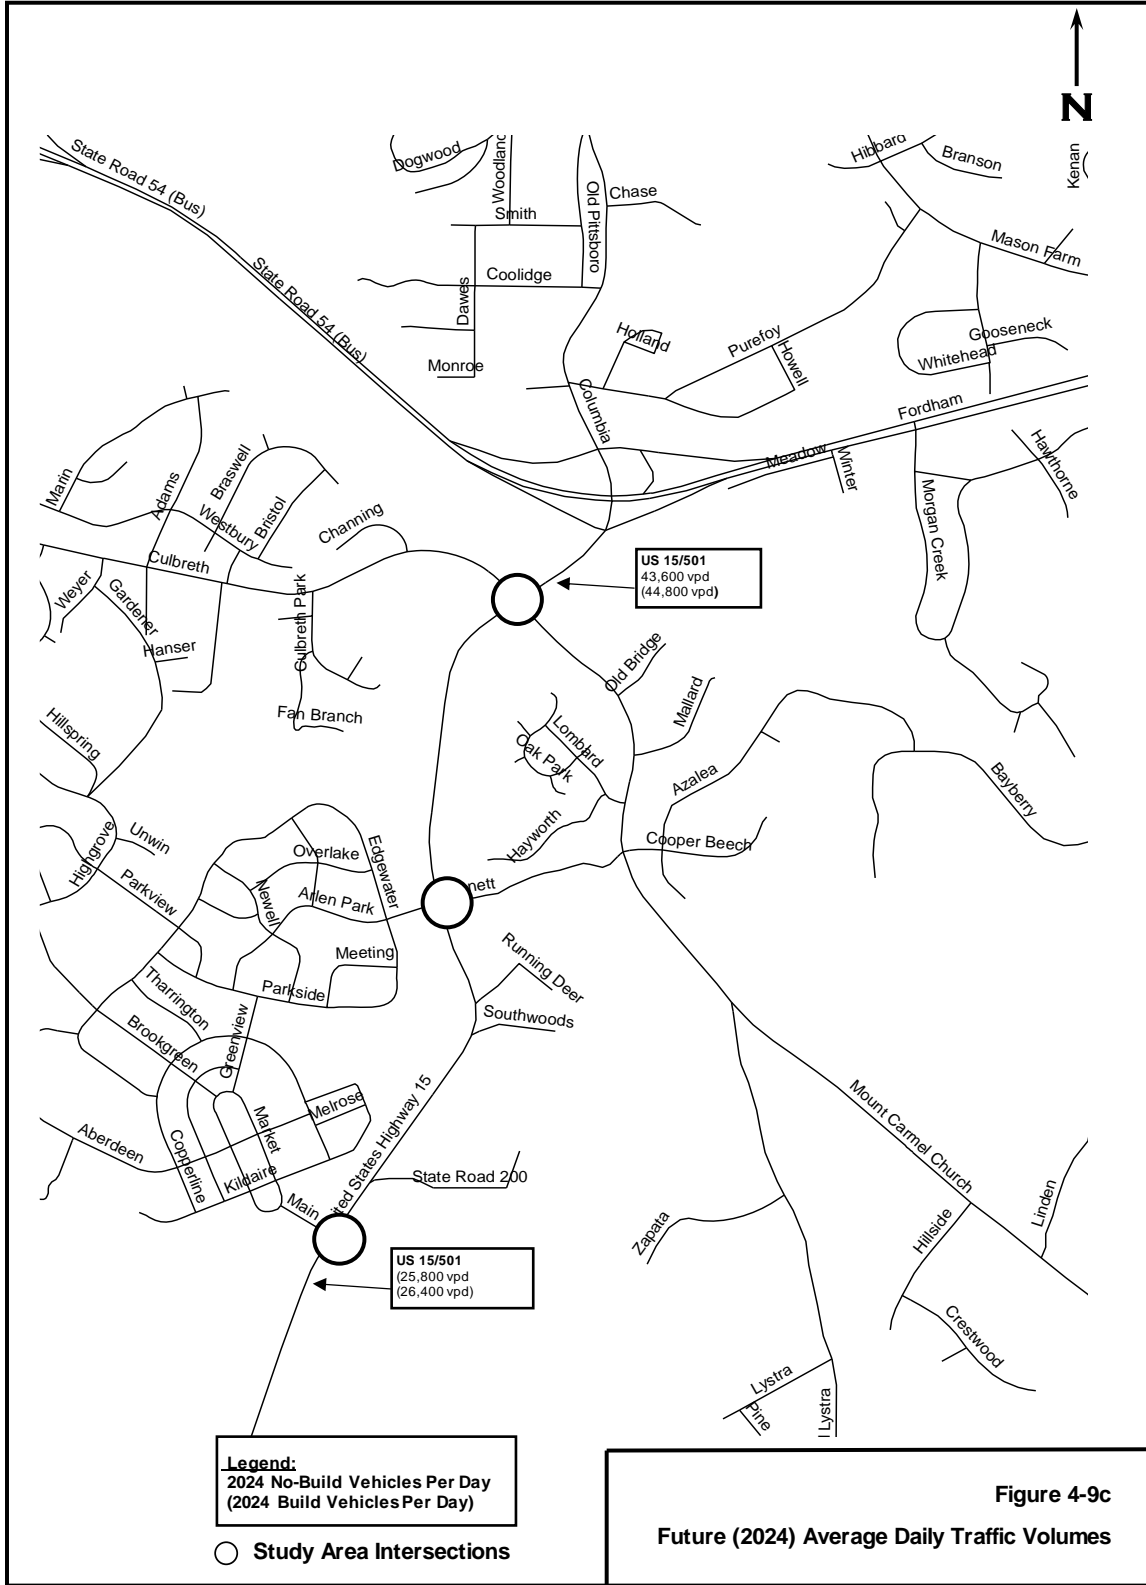 N
State Road 54 (Bus)
Dogwood
Woodland
Old Pittsboro
Chase
Hibbard
Branson
Kenan
Smith
Mason Farm
State Road 54 (Bus)
Coolidge
Dawes
Holland
Purefoy
Howell
Gooseneck
Whitehead
Monroe
Columbia
Fordham
Meadow
Winter
Hawthorne
Marin
Adams
Braswell
Westbury
Bristol
Channing
Morgan Creek
Culbreth
Weyer
Gardener
Hanser
Culbreth Park
Fan Branch
US 15/501
43,600 vpd
(44,800 vpd)
Old Bridge
Mallard
Hillspring
Lombard
Oak Park
Azalea
Bayberry
Hayworth
Cooper Beech
Highgrove
Unwin
Parkview
Overlake
Edgewater
Newell
Arlen Park
nett
Meeting
Running Deer
Parkside
Southwoods
Tharrington
Brookgreen
Greenview
Market
Melrose
Aberdeen
Copperline
Kildaire
Main
ited States Highway 15
State Road 200
Mount Carmel Church
Zapata
Hillside
Linden
US 15/501
(25,800 vpd
(26,400 vpd)
Crestwood
Lystra
Pine
l Lystra
Legend:
2024 No-Build Vehicles Per Day
(2024 Build Vehicles Per Day)
Study Area Intersections
Figure 4-9c
Future (2024) Average Daily Traffic Volumes